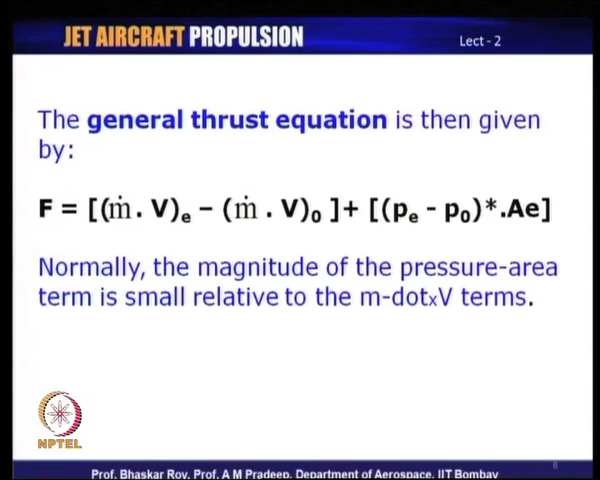 JET AIRCRAFT PROPULSION
Lect - 2
The general thrust equation is then given
by:
F = [(ṁ . V)e – (ṁ . V)0 ]+ [(pe - p0)*.Ae]
Normally, the magnitude of the pressure-area
term is small relative to the m-dotxV terms.
NPTEL
8
Prof. Bhaskar Roy, Prof. A M Pradeep, Department of Aerospace, IIT Bombay